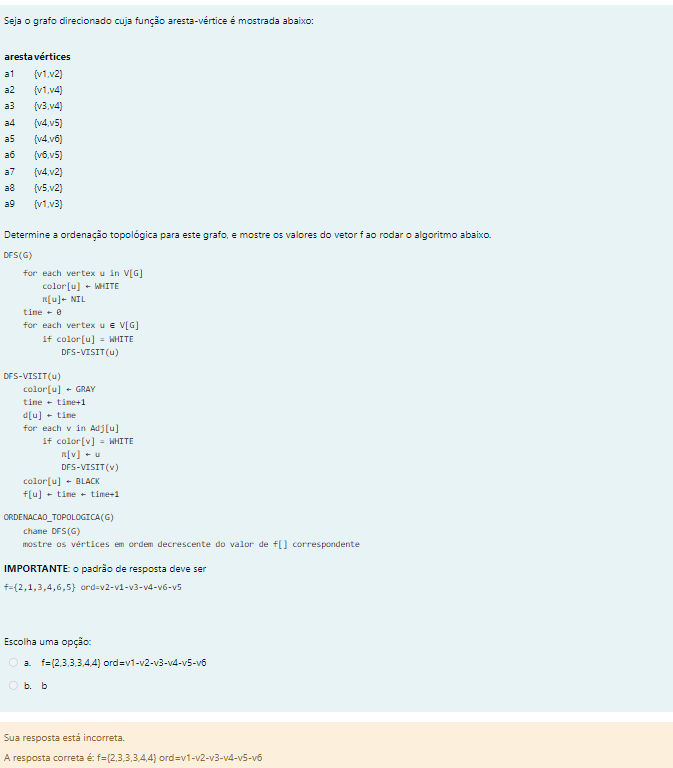 Seja o grafo direcionado cuja função aresta-vértice é mostrada abaixo:
aresta vértices
a1 {v1,v2}
a2 {v1,v4}
a3 {v3,v4}
a4 {v4,v5}
a5 {v4,v6}
a6 {v6,v5}
a7 {v4,v2}
a8 {v5,v2}
a9 {v1,v3}
Determine a ordenação topológica para este grafo, e mostre os valores do vetor f ao rodar o algoritmo abaixo.
DFS(G)
for each vertex u in V[G]
color[u] ← WHITE
π[u]← NIL
time ← 0
for each vertex u ∈ V[G]
if color[u] = WHITE
DFS-VISIT(u)
DFS-VISIT(u)
color[u] ← GRAY
time ← time+1
d[u] ← time
for each v in Adj[u]
if color[v] = WHITE
π[v] ← u
DFS-VISIT(v)
color[u] ← BLACK
f[u] ← time ← time+1
ORDENACAO_TOPOLOGICA(G)
chame DFS(G)
mostre os vértices em ordem decrescente do valor de f[] correspondente
IMPORTANTE: o padrão de resposta deve ser
f={2,1,3,4,6,5} ord=v2-v1-v3-v4-v6-v5
Escolha uma opção:
a. f={2,3,3,3,4,4} ord=v1-v2-v3-v4-v5-v6
b. b
Sua resposta está incorreta.
A resposta correta é: f={2,3,3,3,4,4} ord=v1-v2-v3-v4-v5-v6